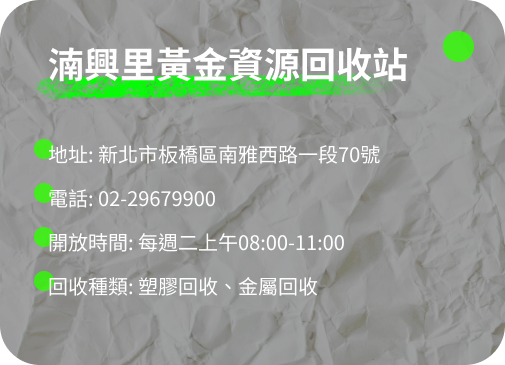 湳興里黃金資源回收站
地址: 新北市板橋區南雅西路一段70號
電話: 02-29679900
開放時間: 每週二上午08:00-11:00
回收種類: 塑膠回收、金屬回收